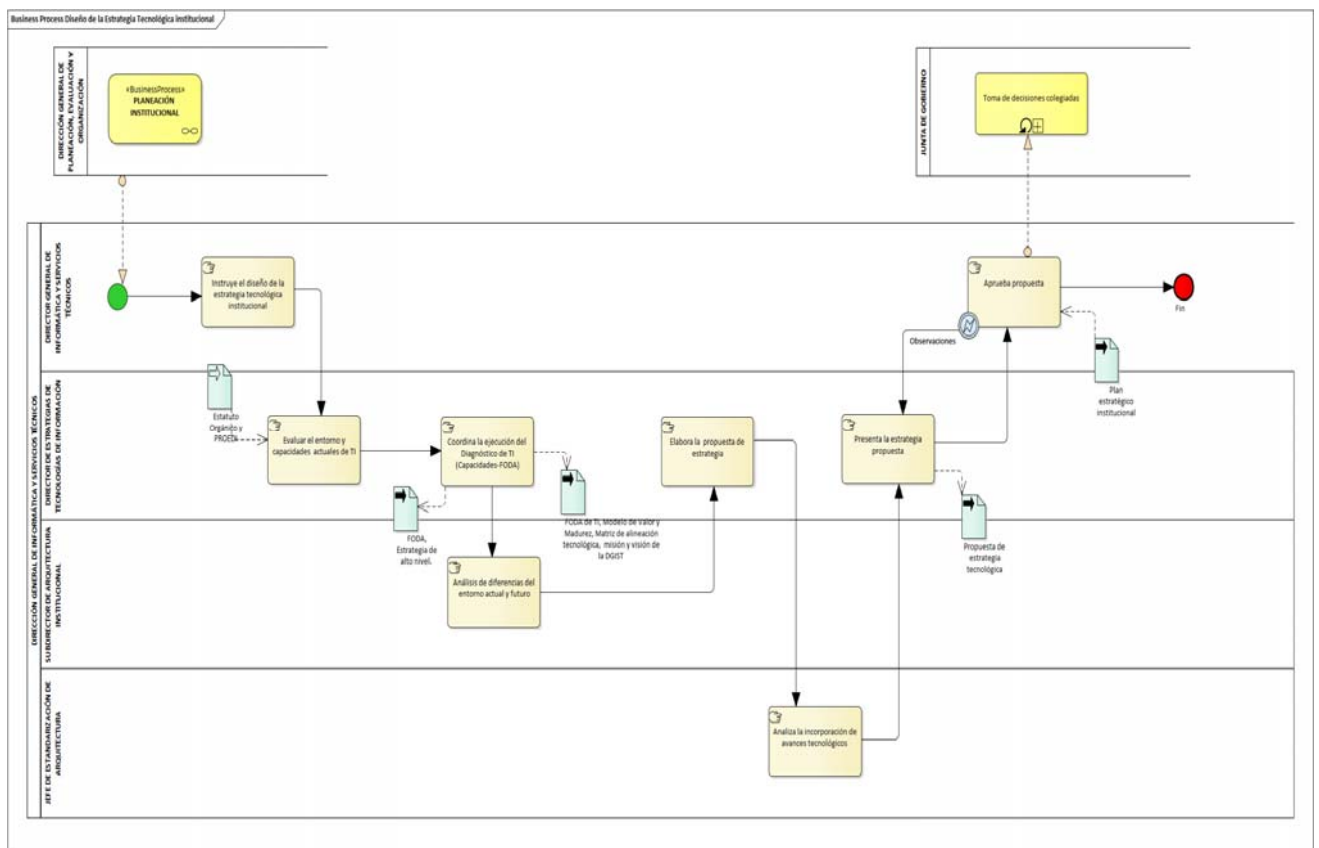 Business Process Diseño de la Estrategia Tecnológica institucional
DIRECCIÓN GENERAL DE
PLANEACIÓN, EVALUACIÓN Y
ORGANIZACIÓN
«BusinessProcess»
PLANEACIÓN
INSTITUCIONAL
JUNTA DE GOBIERNO
Toma de decisiones colegiadas
DIRECCIÓN GENERAL DE INFORMÁTICA Y SERVICIOS TÉCNICOS
DIRECTOR GENERAL DE
INFORMÁTICA Y SERVICIOS
TÉCNICOS
Instruye el diseño de la
estrategia tecnológica
institucional
Aprueba propuesta
Fin
Observaciones
Plan
estratégico
institucional
DIRECTOR DE ESTRATEGIAS DE
TECNOLOGÍAS DE INFORMACIÓN
Estatuto
Orgánico y
PROEDA
Evaluar el entorno y
capacidades actuales de TI
Coordina la ejecución del
Diagnóstico de TI
(Capacidades-FODA)
Elabora la propuesta de
estrategia
Presenta la estrategia
propuesta
FODA,
Estrategia de
alto nivel.
FODA de TI, Modelo de Valor y
Madurez, Matriz de alineación
tecnológica, misión y visión de
la DGIST
Propuesta de
estrategia
tecnológica
SUBDIRECTOR DE ARQUITECTURA
INSTITUCIONAL
Análisis de diferencias del
entorno actual y futuro
JEFE DE ESTANDARIZACIÓN DE
ARQUITECTURA
Analiza la incorporación de
avances tecnológicos